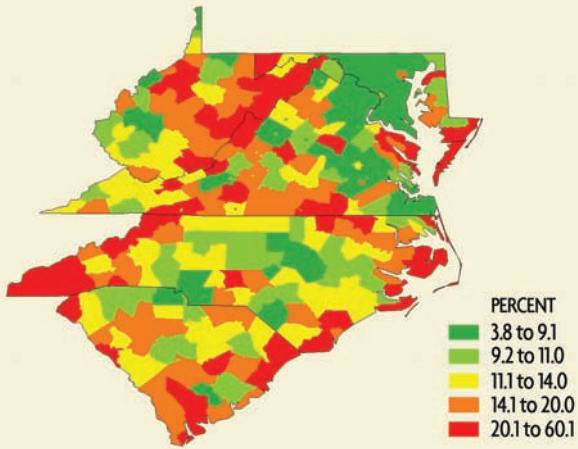 PERCENT
3.8 to 9.1
9.2 to 11.0
11.1 to 14.0
14.1 to 20.0
20.1 to 60.1